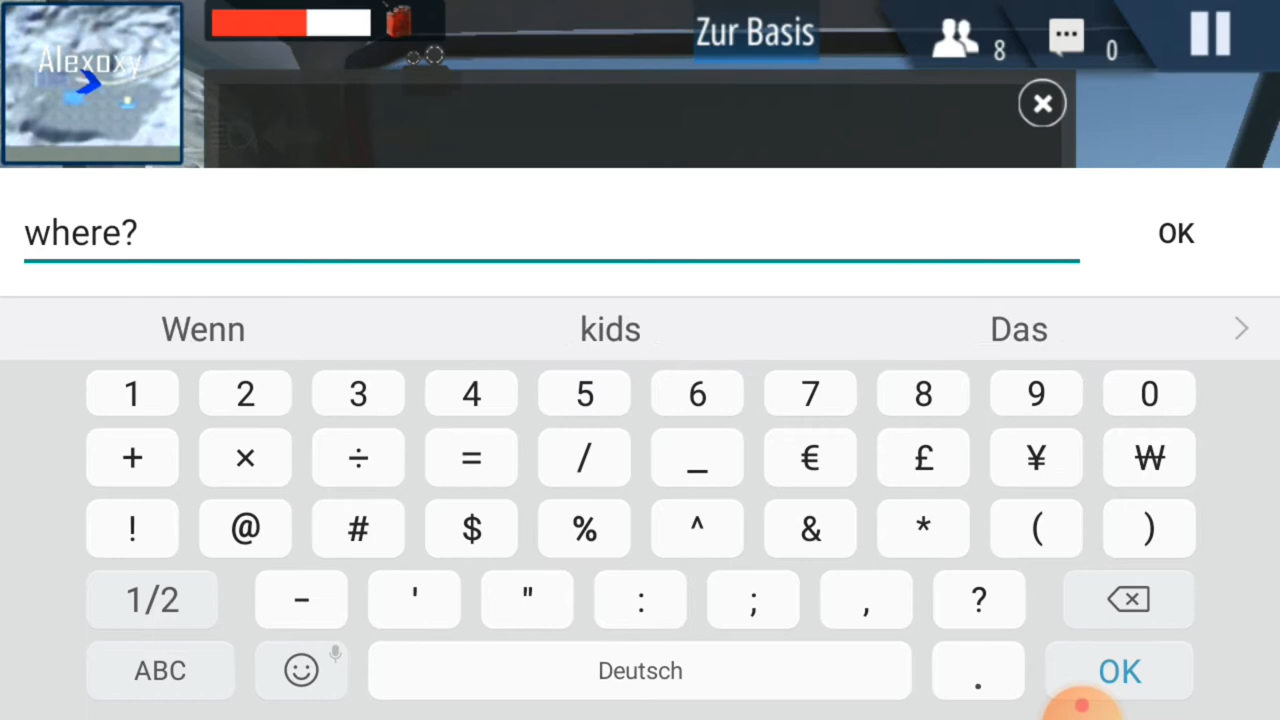 Alexoxy
Zur Basis
8
0
where?
OK
Wenn kids Das
1 2 3 4 5 6 7 8 9 0
+ × ÷ = / _ € £ ¥ ₩
! @ # $ % ^ & * ( )
1/2 - ' " : ; , ?
ABC Deutsch . OK